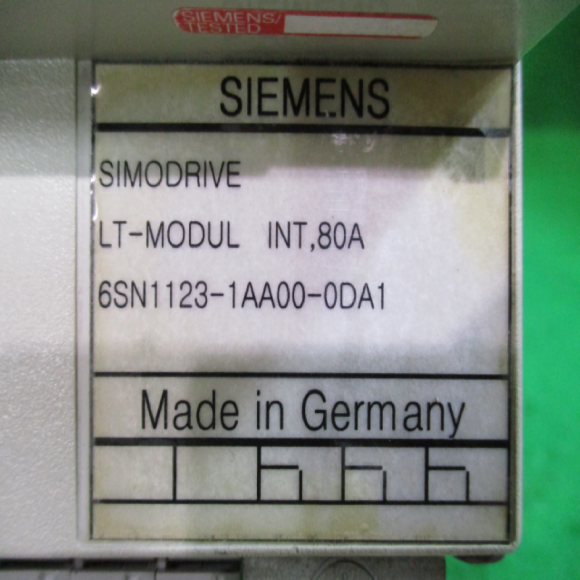 SIEMENS/
TESTED
SIEMENS
SIMODRIVE
LT-MODUL INT,80A
6SN1123-1AA00-0DA1
Made in Germany